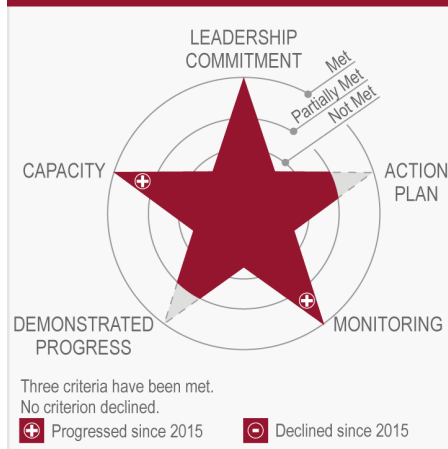 LEADERSHIP
COMMITMENT
Met
Partially Met
Not Met
CAPACITY
ACTION
PLAN
DEMONSTRATED
PROGRESS
MONITORING
Three criteria have been met.
No criterion declined.
Progressed since 2015
Declined since 2015